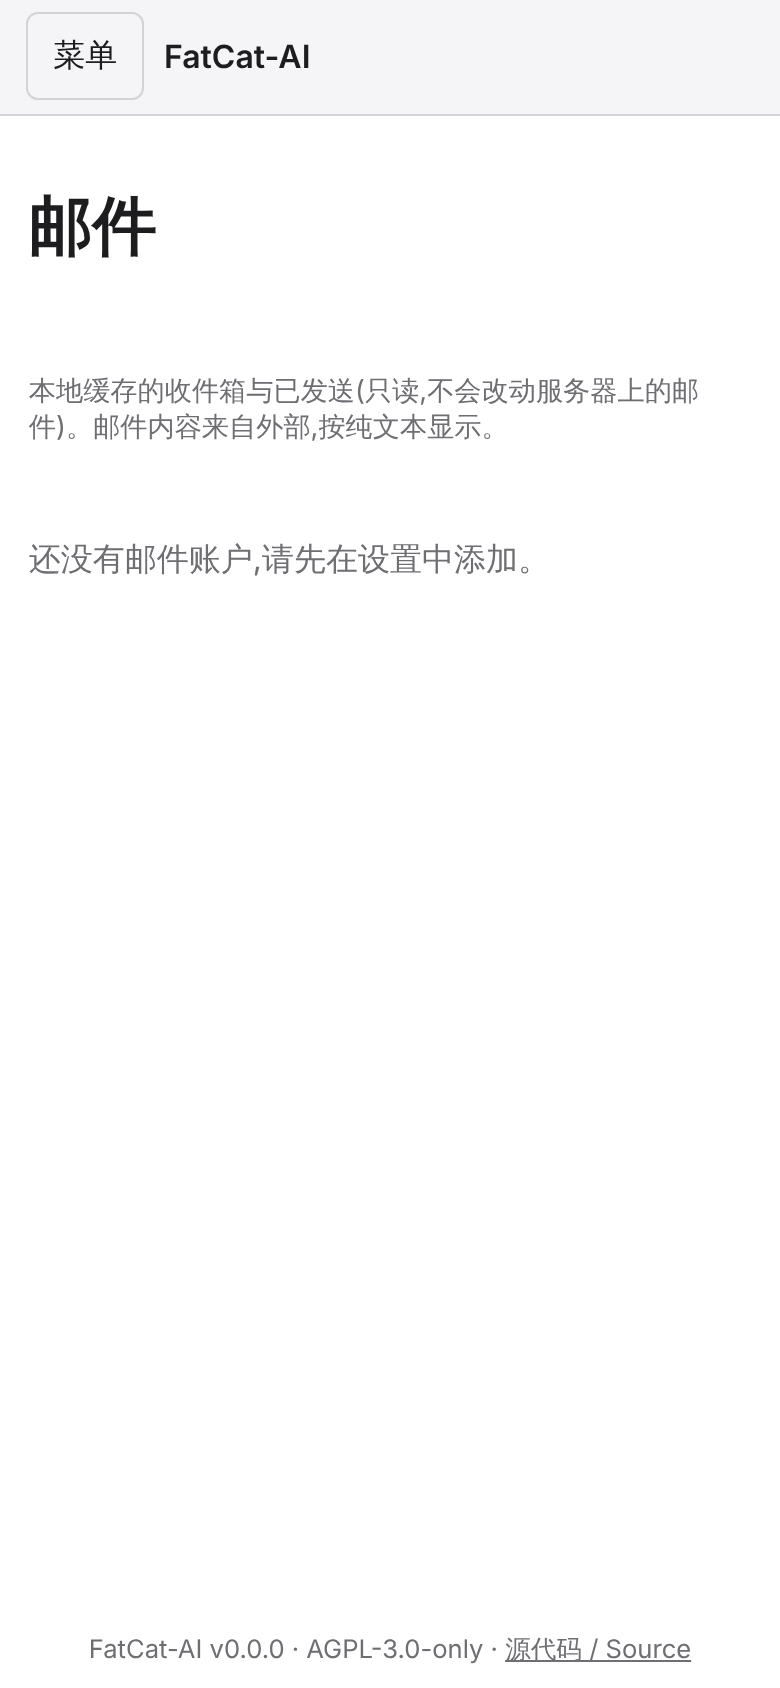 菜单
FatCat-AI
邮件
本地缓存的收件箱与已发送(只读,不会改动服务器上的邮
件)。邮件内容来自外部,按纯文本显示。
还没有邮件账户,请先在设置中添加。
FatCat-AI v0.0.0 · AGPL-3.0-only · 源代码 / Source